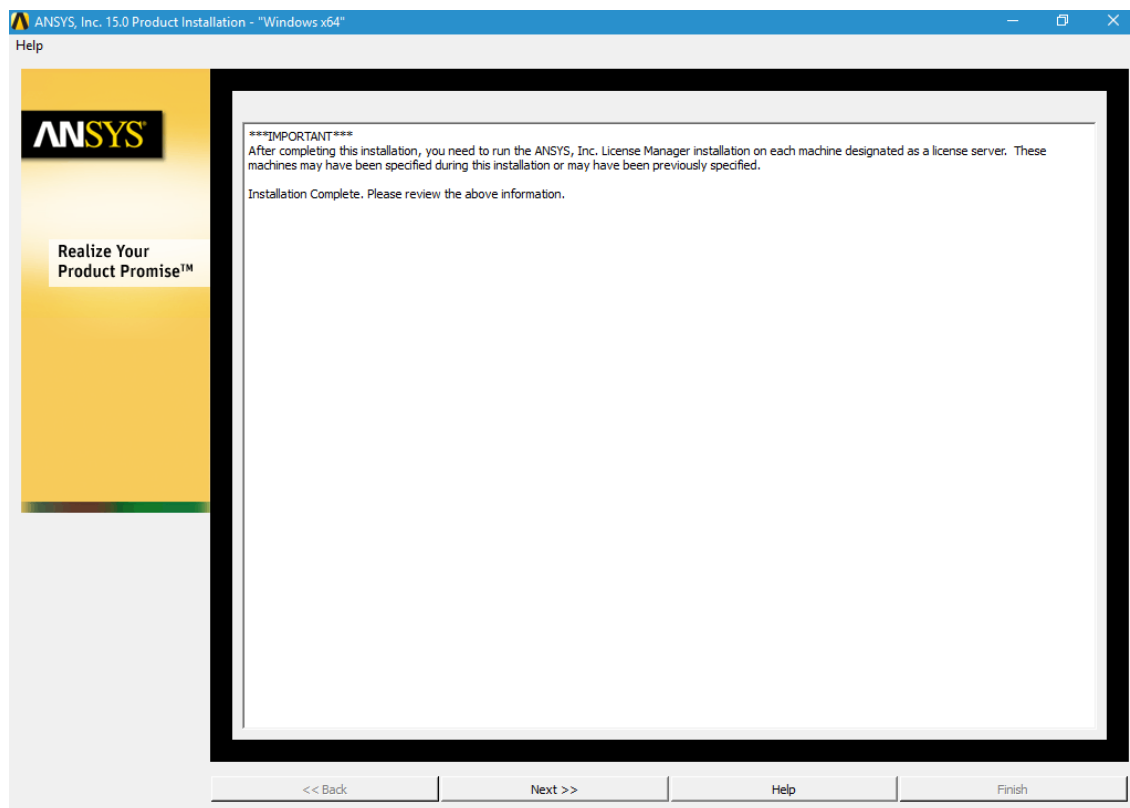 ANSYS, Inc. 15.0 Product Installation - "Windows x64"
Help
ANSYS®
***IMPORTANT***
After completing this installation, you need to run the ANSYS, Inc. License Manager installation on each machine designated as a license server.  These
machines may have been specified during this installation or may have been previously specified.
Installation Complete. Please review the above information.
Realize Your
Product Promise™
<< Back
Next >>
Help
Finish